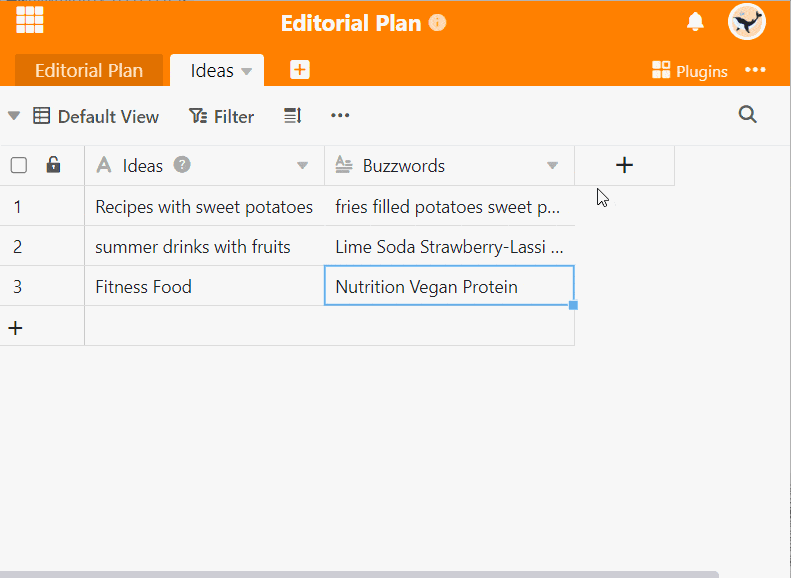 Editorial Plan
Editorial Plan
Ideas
Plugins
Default View
Filter
Ideas
Buzzwords
1
Recipes with sweet potatoes
fries filled potatoes sweet p...
2
summer drinks with fruits
Lime Soda Strawberry-Lassi ...
3
Fitness Food
Nutrition Vegan Protein